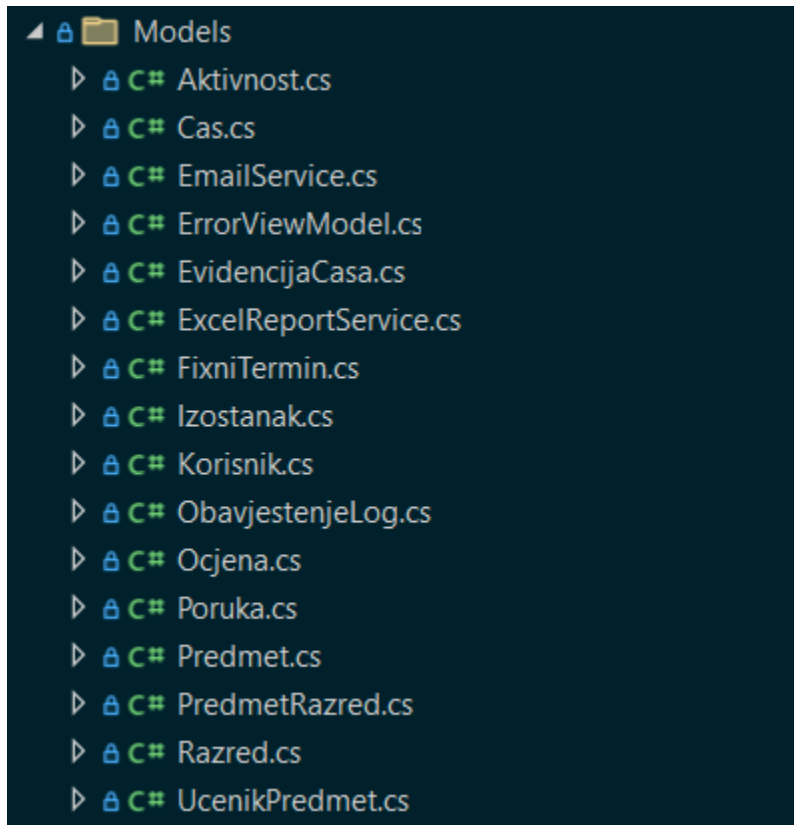 Models
C# Aktivnost.cs
C# Cas.cs
C# EmailService.cs
C# ErrorViewModel.cs
C# EvidencijaCasa.cs
C# ExcelReportService.cs
C# FixniTermin.cs
C# Izostanak.cs
C# Korisnik.cs
C# ObavjestenjeLog.cs
C# Ocjena.cs
C# Poruka.cs
C# Predmet.cs
C# PredmetRazred.cs
C# Razred.cs
C# UcenikPredmet.cs